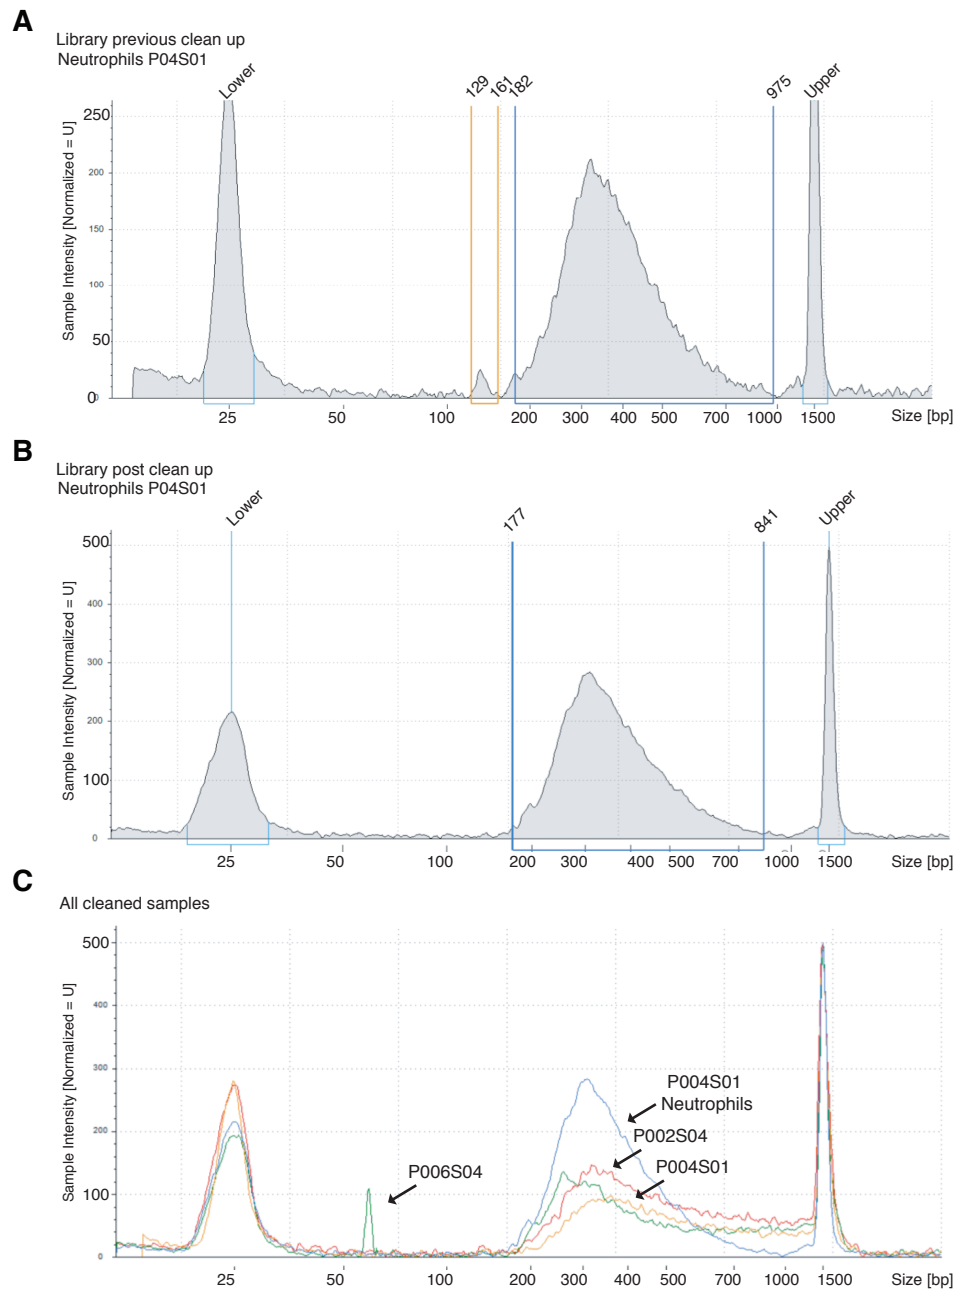 A
Library previous clean up
Neutrophils P04S01
Lower
129
161
182
975
Upper
Sample Intensity [Normalized = U]
250
200
150
100
50
0
0
25
50
100
200
300
400
500
700
1000
1500
Size [bp]
B
Library post clean up
Neutrophils P04S01
Lower
177
841
Upper
Sample Intensity [Normalized = U]
500
400
300
200
100
0
25
50
100
200
300
400
500
700
1000
1500
Size [bp]
C
All cleaned samples
Sample Intensity [Normalized = U]
500
400
300
200
100
0
P004S01
Neutrophils
P002S04
P004S01
P006S04
25
50
100
200
300
400
500
700
1000
1500
Size [bp]